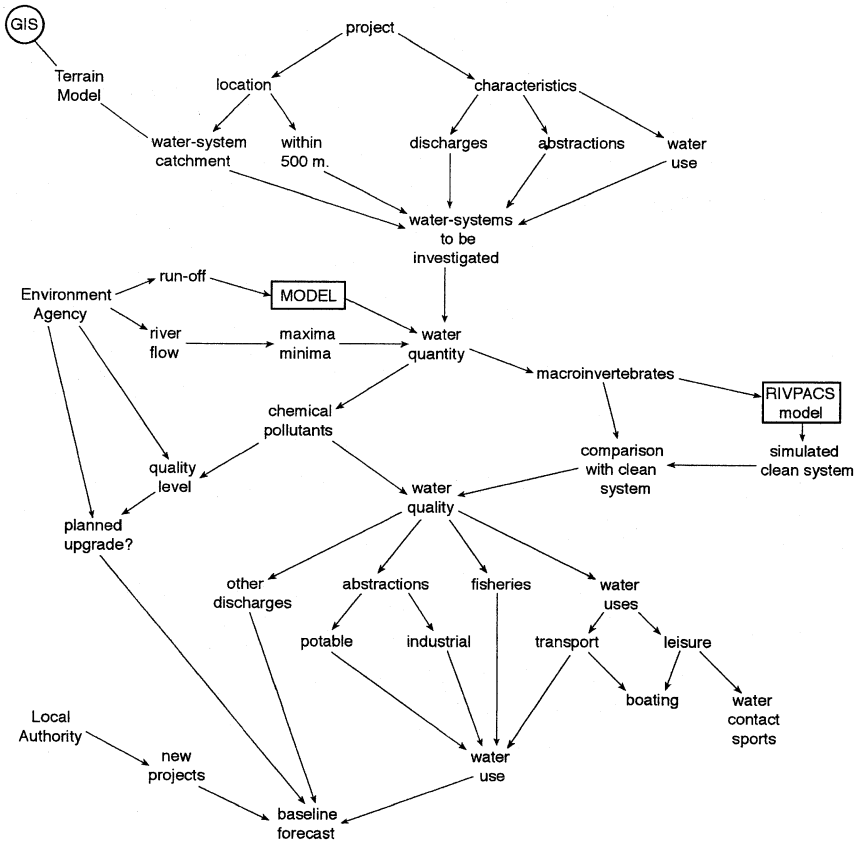 GIS
project
Terrain
Model
location
characteristics
water-system
catchment
within
500 m.
discharges
abstractions
water
use
water-systems
to be
investigated
Environment
Agency
run-off
MODEL
river
flow
maxima
minima
water
quantity
macroinvertebrates
RIVPACS
model
chemical
pollutants
comparison
with clean
system
simulated
clean system
quality
level
water
quality
planned
upgrade?
other
discharges
abstractions
fisheries
water
uses
potable
industrial
transport
leisure
boating
water
contact
sports
Local
Authority
new
projects
water
use
baseline
forecast